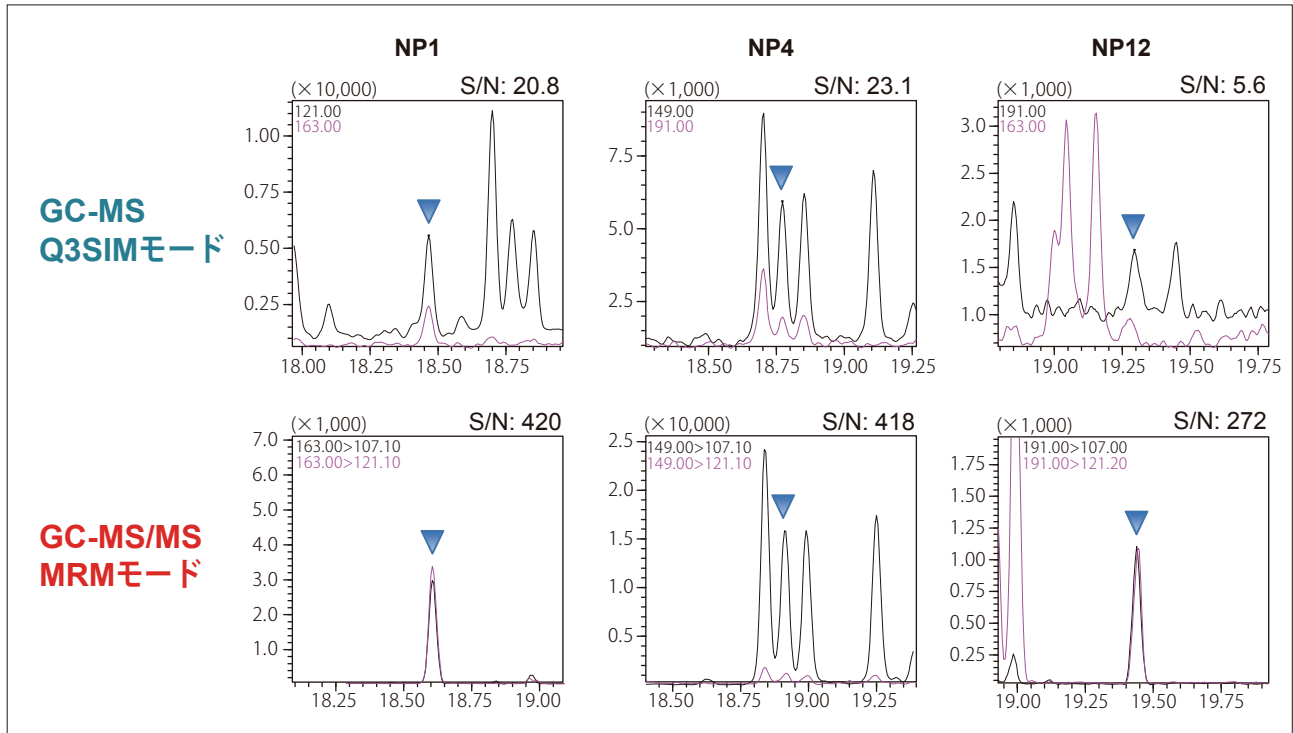 NP1
NP4
NP12
GC-MS
Q3SIMモード
(×10,000)
S/N: 20.8
121.00
163.00
1.00
0.75
0.50
0.25
18.00 18.25 18.50 18.75
(×1,000)
S/N: 23.1
149.00
191.00
7.5
5.0
2.5
18.50 18.75 19.00 19.25
(×1,000)
S/N: 5.6
191.00
163.00
3.0
2.5
2.0
1.5
1.0
19.00 19.25 19.50 19.75
GC-MS/MS
MRMモード
(×1,000)
S/N: 420
163.00>107.10
163.00>121.10
7.0
6.0
5.0
4.0
3.0
2.0
1.0
18.25 18.50 18.75 19.00
(×10,000)
S/N: 418
149.00>107.10
149.00>121.10
2.5
2.0
1.5
1.0
0.5
18.50 18.75 19.00 19.25
(×1,000)
S/N: 272
191.00>107.00
191.00>121.20
1.75
1.50
1.25
1.00
0.75
0.50
0.25
19.00 19.25 19.50 19.75